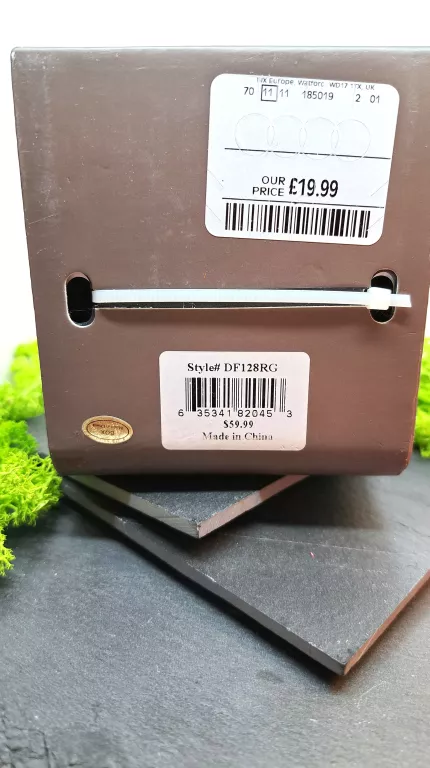 TJX Europe, Watford, WD17 1TX, UK
70 11 11 185019 2 01
OUR
PRICE £19.99
Style# DF128RG
6 35341 82045 3
$59.99
Made in China